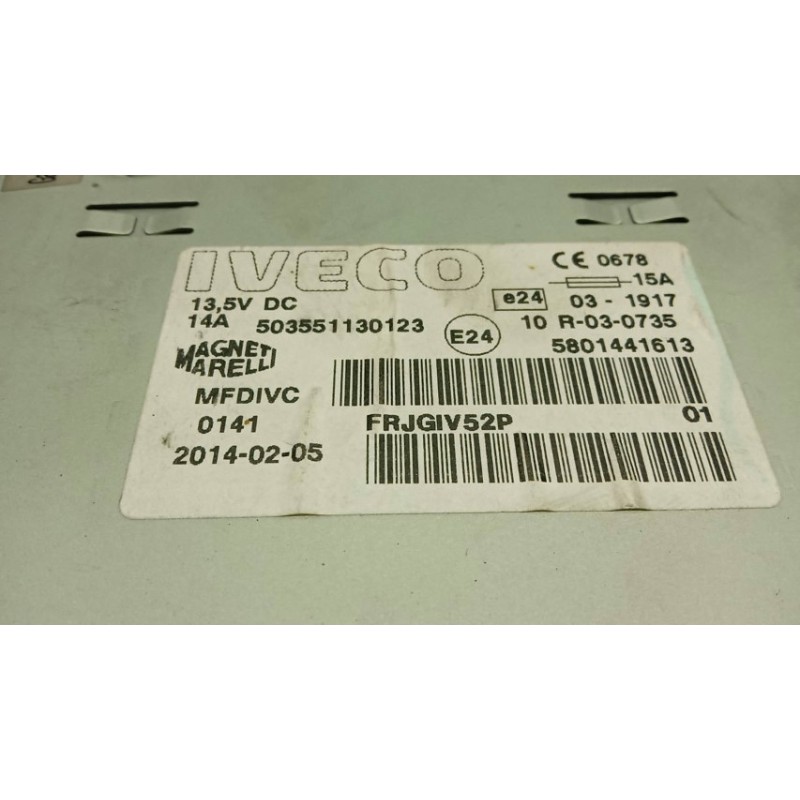 IVECO
CE 0678
13,5V DC
15A
14A 503551130123
e24 03 - 1917
E24 10 R-03-0735
MAGNETI
MARELLI
5801441613
MFDIVC
0141 FRJGIV52P 01
2014-02-05